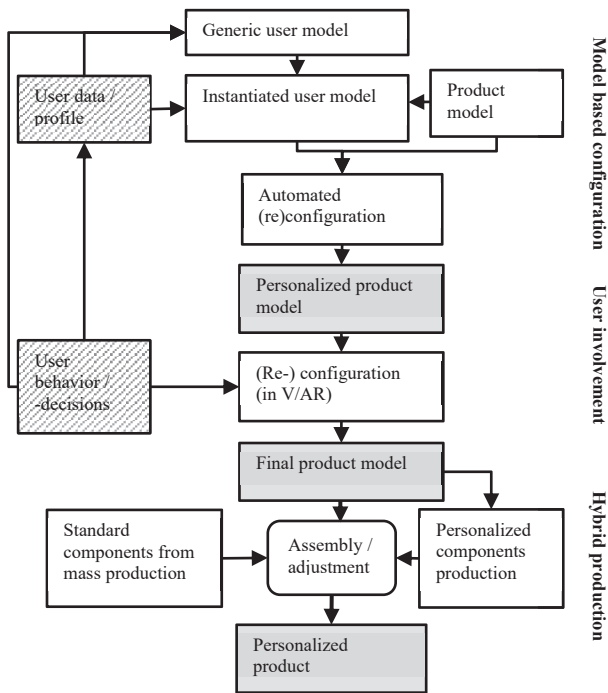 Generic user model
User data /
profile
Instantiated user model
Product
model
Automated
(re)configuration
Personalized product
model
User
behavior /
-decisions
(Re-) configuration
(in V/AR)
Final product model
Standard
components from
mass production
Assembly /
adjustment
Personalized
components
production
Personalized
product
Model based configuration
User involvement
Hybrid production